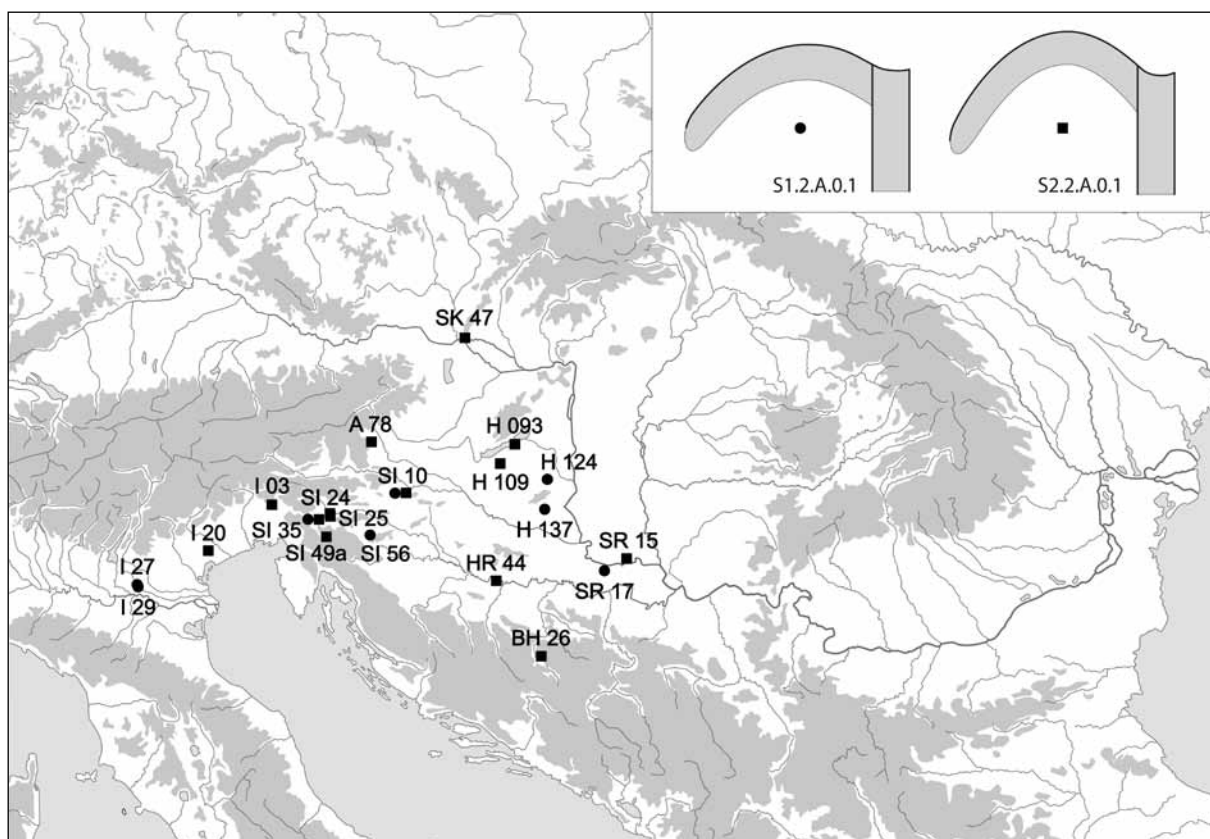 S1.2.A.0.1
S2.2.A.0.1
SK 47
A 78
H 093
H 124
H 109
SI 10
I 03
SI 24
SI 25
SI 35
H 137
I 20
SI 49a
SI 56
SR 15
I 27
HR 44
SR 17
I 29
BH 26